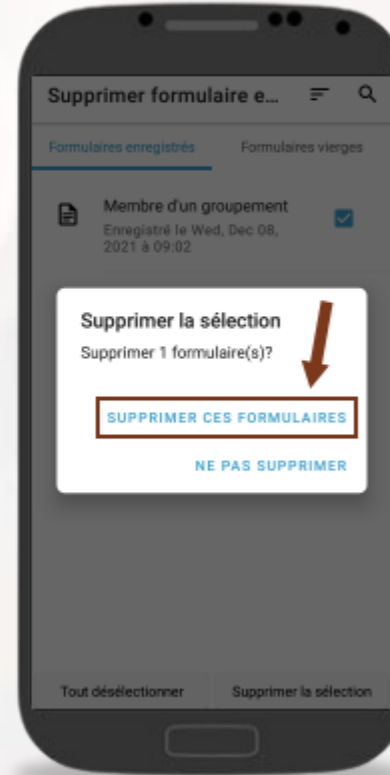 Supprimer formulaire e...
Formulaires enregistrés
Formulaires vierges
Membre d'un groupement
Enregistré le Wed, Dec 08,
2021 à 09:02
Supprimer la sélection
Supprimer 1 formulaire(s)?
SUPPRIMER CES FORMULAIRES
NE PAS SUPPRIMER
Tout désélectionner
Supprimer la sélection